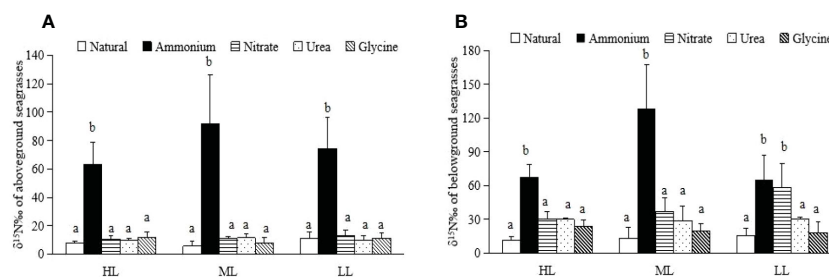 A
140
120
100
80
60
40
20
0
δ¹⁵N‰ of aboveground seagrasses
Natural Ammonium Nitrate Urea Glycine
a b a a a
a b a a a
a b a a a
HL ML LL
B
180
150
120
90
60
30
0
δ¹⁵N‰ of belowground seagrasses
Natural Ammonium Nitrate Urea Glycine
a b a a a
a b a a a
a b b a a
HL ML LL